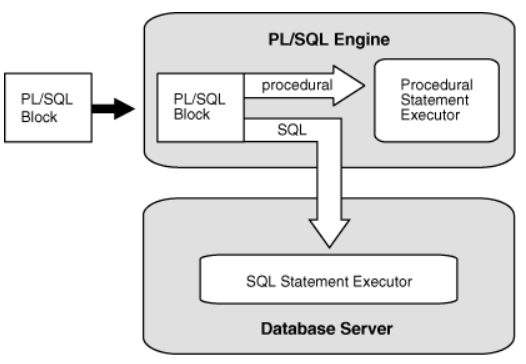 PL/SQL Engine
PL/SQL
Block
PL/SQL
Block
procedural
SQL
Procedural
Statement
Executor
SQL Statement Executor
Database Server